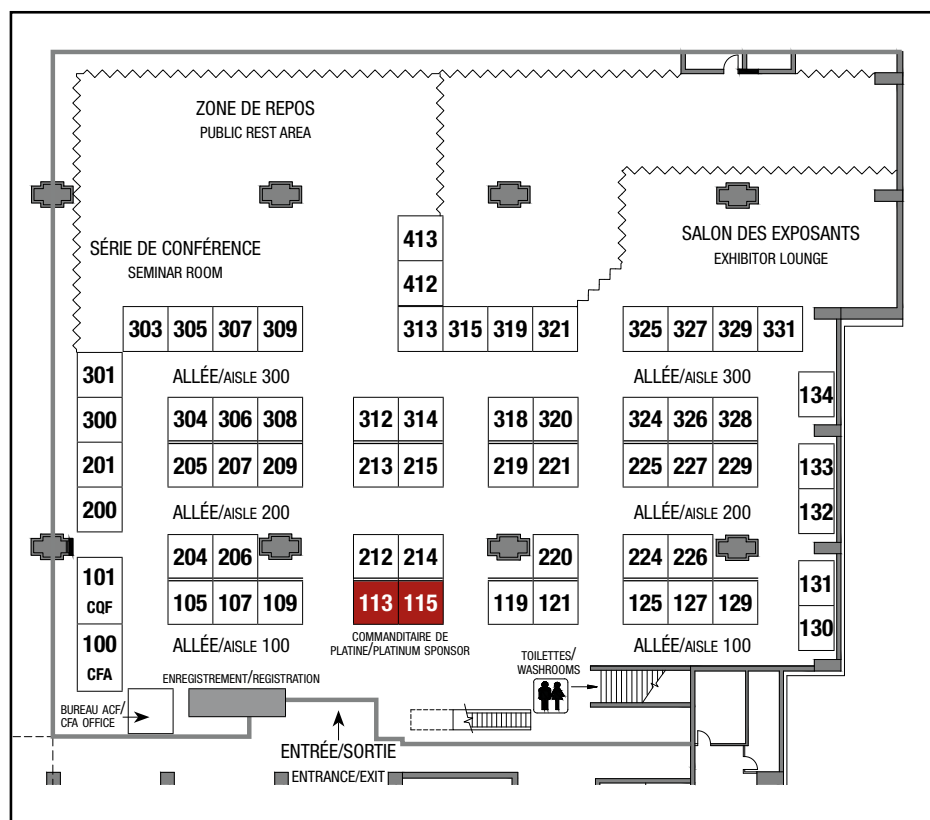 ZONE DE REPOS
PUBLIC REST AREA
SÉRIE DE CONFÉRENCE
SEMINAR ROOM
413
412
SALON DES EXPOSANTS
EXHIBITOR LOUNGE
303 305 307 309
313 315 319 321
325 327 329 331
301
ALLÉE/AISLE 300
ALLÉE/AISLE 300
134
300
304 306 308
312 314
318 320
324 326 328
201
205 207 209
213 215
219 221
225 227 229
133
200
ALLÉE/AISLE 200
ALLÉE/AISLE 200
132
204 206
212 214
220
224 226
101
CQF
105 107 109
113 115
119 121
125 127 129
131
130
100
CFA
ALLÉE/AISLE 100
COMMANDITAIRE DE
PLATINE/PLATINUM SPONSOR
ALLÉE/AISLE 100
TOILETTES/
WASHROOMS
ENREGISTREMENT/REGISTRATION
BUREAU ACF/
CFA OFFICE
ENTRÉE/SORTIE
ENTRANCE/EXIT